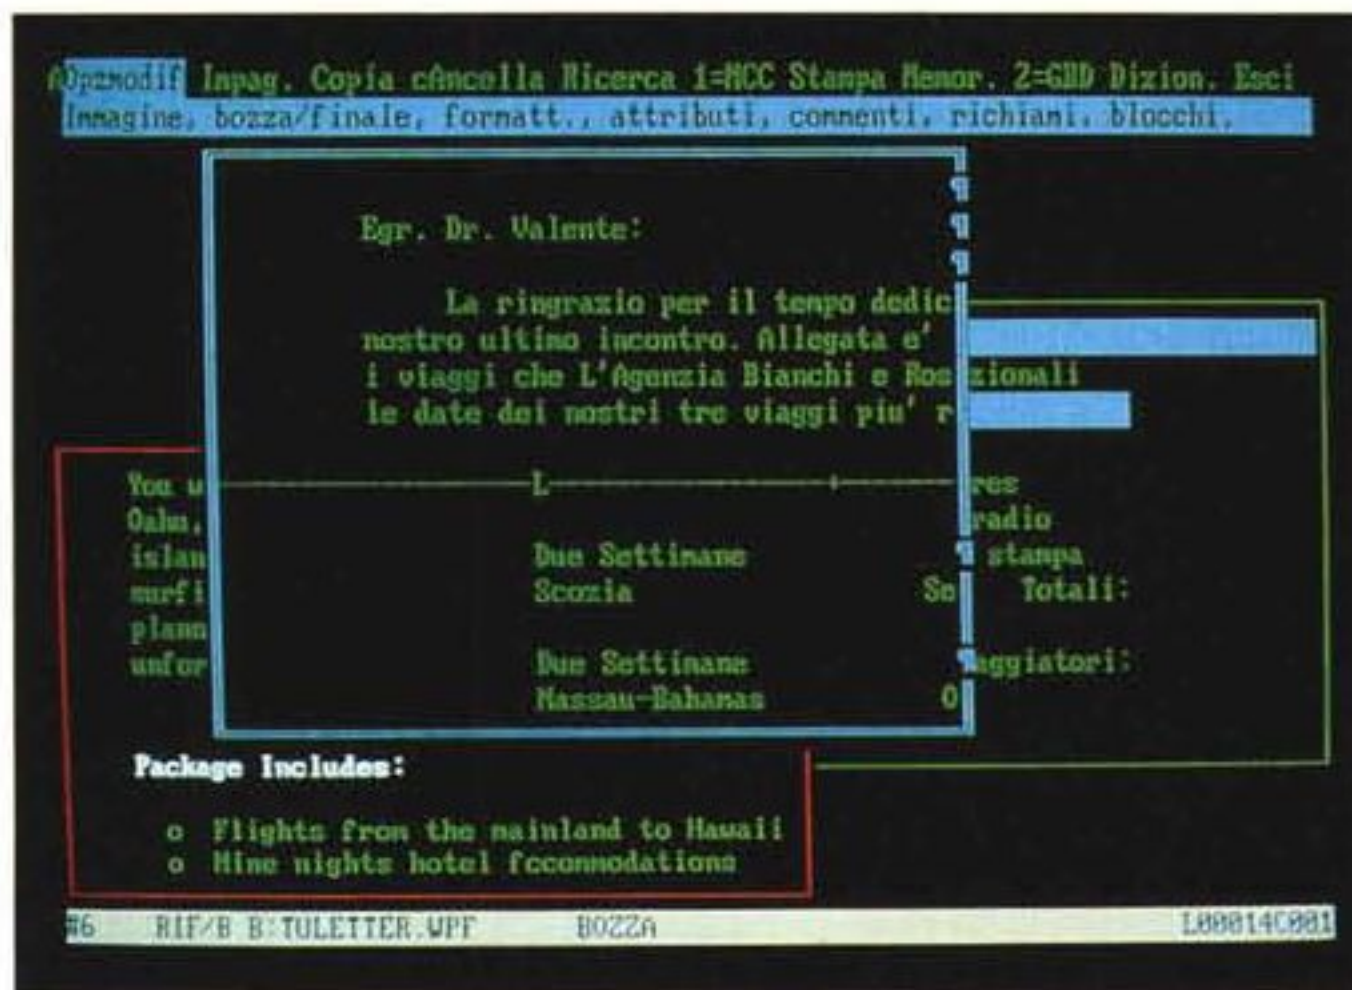 Opzmodif Impag. Copia cAncella Ricerca 1=MCC Stampa Memor. 2=GHD Dizion. Esci
Immagine, bozza/finale, formatt., attributi, commenti, richiami, blocchi,
¶
Egr. Dr. Valente: ¶
¶
La ringrazio per il tempo dedic
nostro ultimo incontro. Allegata e'
i viaggi che L'Agenzia Bianchi e Ros zionali
le date dei nostri tre viaggi piu' r
You w L res
Oahu, radio
islan Due Settimane ¶ stampa
surfi Scozia Se Totali:
plann
unfor Due Settimane ¶ aggiatori:
Nassau-Bahamas O
Package Includes:
o Flights from the mainland to Hawaii
o Nine nights hotel fccommodations
#6 RIF/B B:TULETTER.WPF BOZZA L00014C001